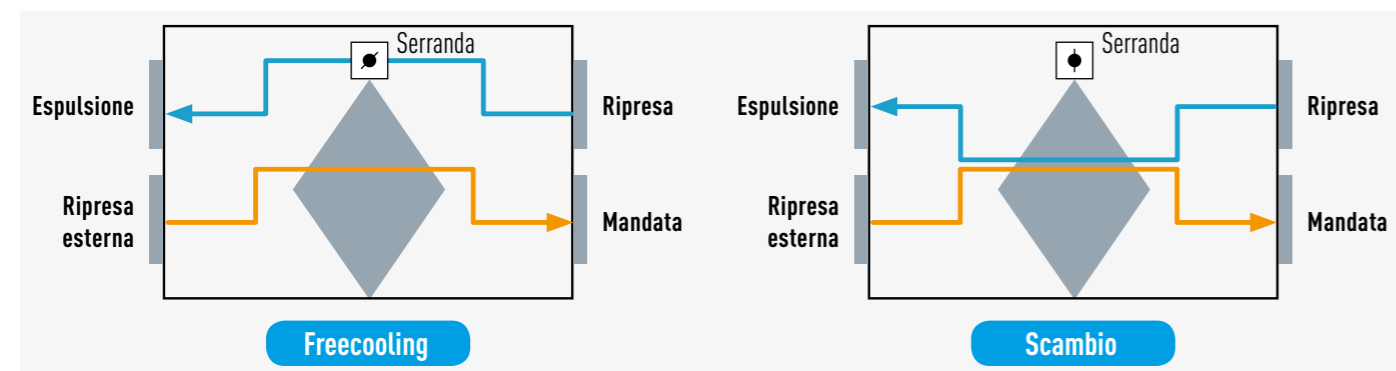 Serranda
Espulsione
Ripresa
Ripresa
esterna
Mandata
Freecooling
Serranda
Espulsione
Ripresa
Ripresa
esterna
Mandata
Scambio